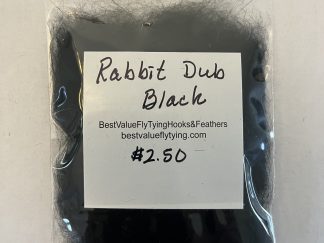 Rabbit Dub
Black
BestValueFlyTyingHooks&Feathers
bestvalueflytying.com
$2.50